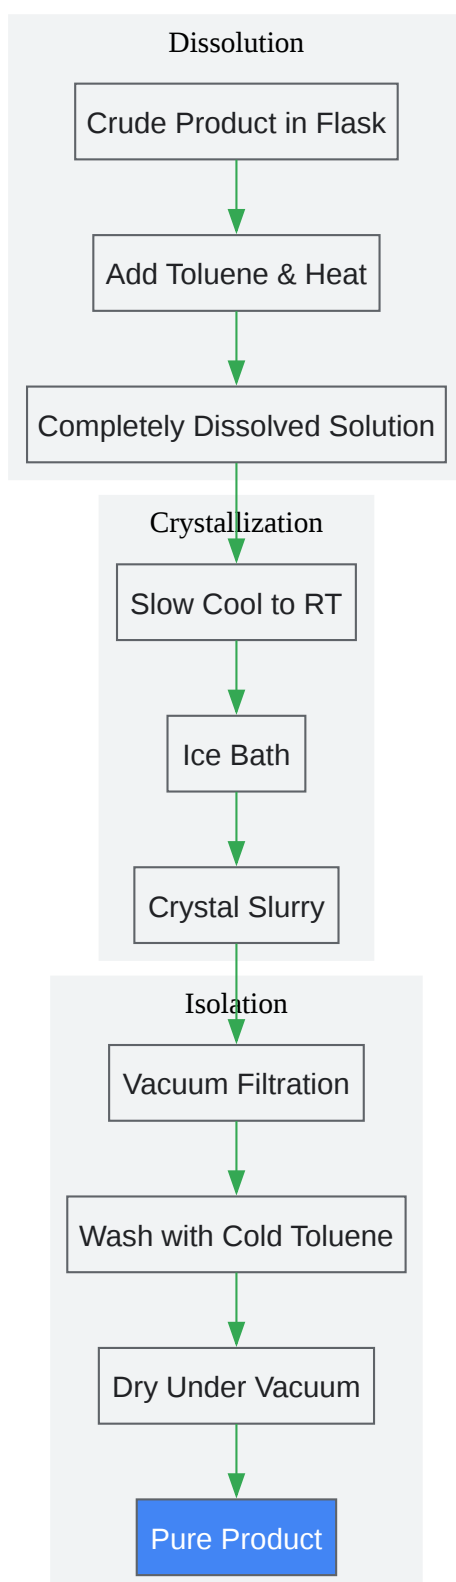 Dissolution
Crude Product in Flask
Add Toluene & Heat
Completely Dissolved Solution
Crystallization
Slow Cool to RT
Ice Bath
Crystal Slurry
Isolation
Vacuum Filtration
Wash with Cold Toluene
Dry Under Vacuum
Pure Product